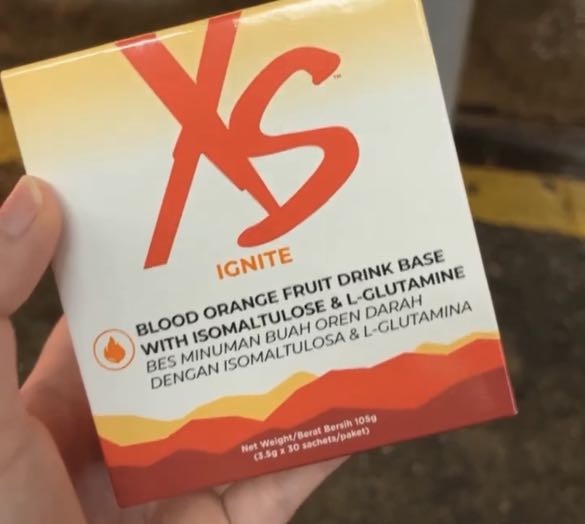 XS™
IGNITE
BLOOD ORANGE FRUIT DRINK BASE
WITH ISOMALTULOSE & L-GLUTAMINE
BES MINUMAN BUAH OREN DARAH
DENGAN ISOMALTULOSA & L-GLUTAMINA
Net Weight/Berat Bersih 105g
(3.5g x 30 sachets/paket)